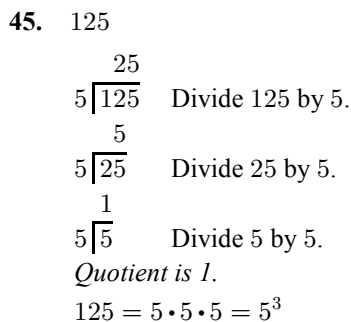 45. 125
25
5 125 Divide 125 by 5.
5
5 25 Divide 25 by 5.
1
5 5 Divide 5 by 5.
Quotient is 1.
125 = 5 • 5 • 5 = 5³